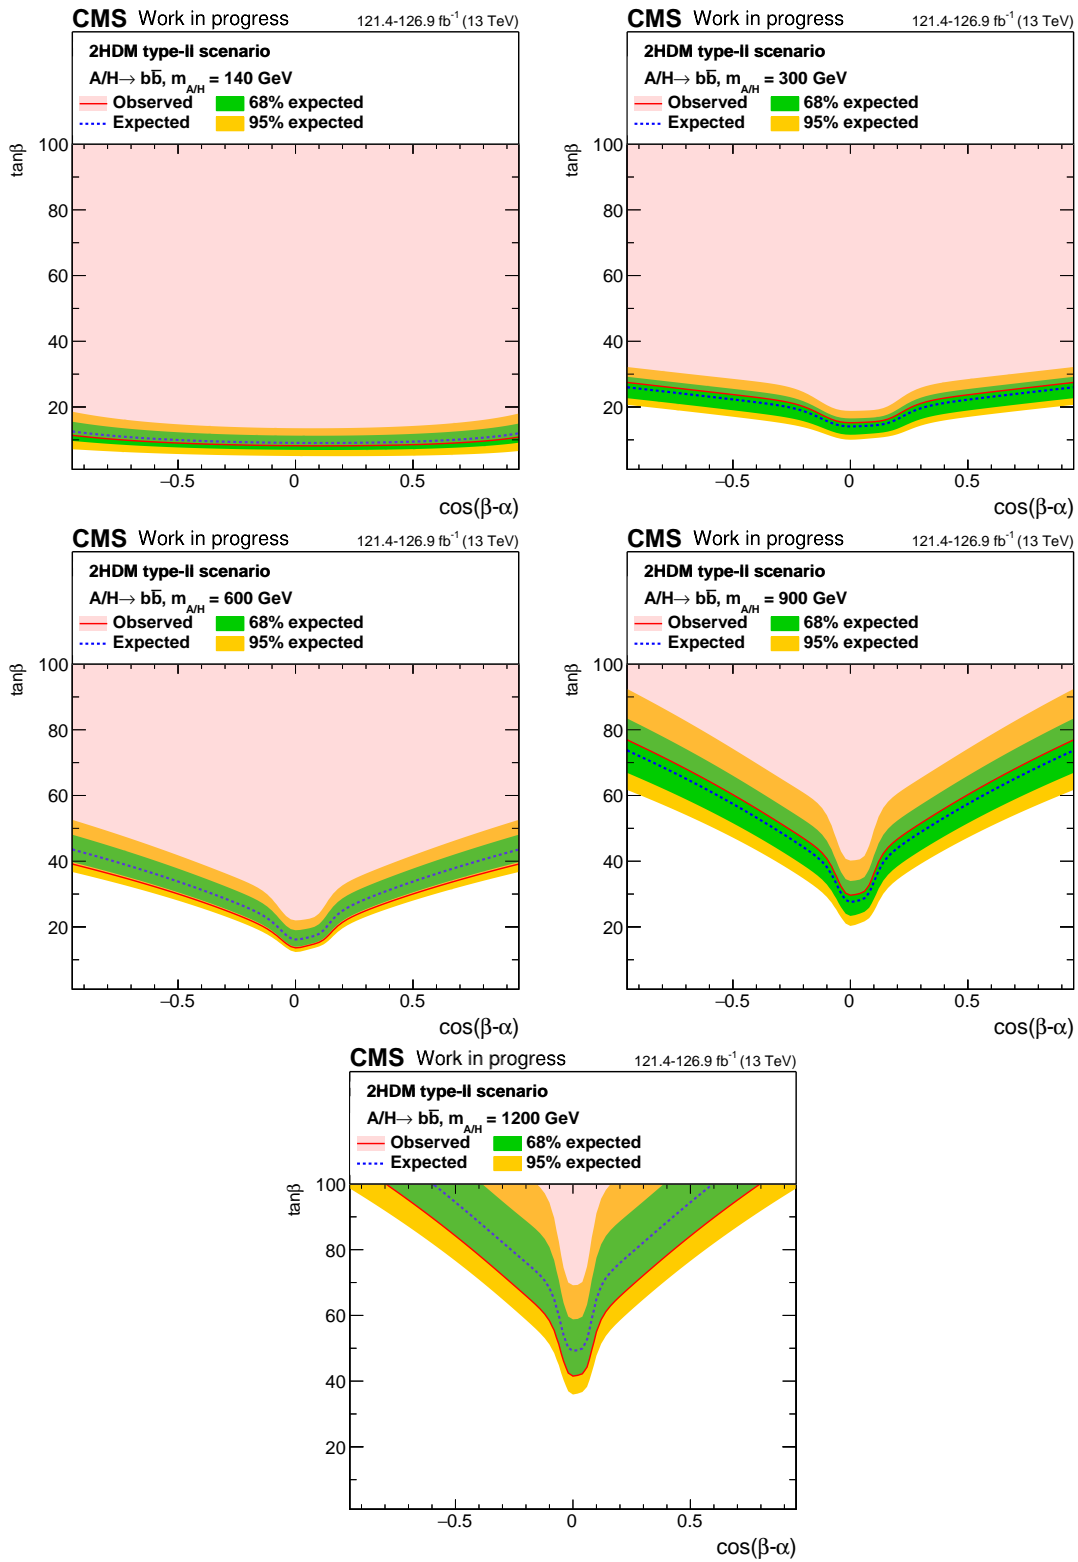 CMS Work in progress 121.4-126.9 fb⁻¹ (13 TeV)
2HDM type-II scenario
A/H→ bb̅, m_A/H = 140 GeV
Observed 68% expected
Expected 95% expected
tanβ
100
80
60
40
20
−0.5 0 0.5
cos(β-α)
CMS Work in progress 121.4-126.9 fb⁻¹ (13 TeV)
2HDM type-II scenario
A/H→ bb̅, m_A/H = 300 GeV
Observed 68% expected
Expected 95% expected
tanβ
100
80
60
40
20
−0.5 0 0.5
cos(β-α)
CMS Work in progress 121.4-126.9 fb⁻¹ (13 TeV)
2HDM type-II scenario
A/H→ bb̅, m_A/H = 600 GeV
Observed 68% expected
Expected 95% expected
tanβ
100
80
60
40
20
−0.5 0 0.5
cos(β-α)
CMS Work in progress 121.4-126.9 fb⁻¹ (13 TeV)
2HDM type-II scenario
A/H→ bb̅, m_A/H = 900 GeV
Observed 68% expected
Expected 95% expected
tanβ
100
80
60
40
20
−0.5 0 0.5
cos(β-α)
CMS Work in progress 121.4-126.9 fb⁻¹ (13 TeV)
2HDM type-II scenario
A/H→ bb̅, m_A/H = 1200 GeV
Observed 68% expected
Expected 95% expected
tanβ
100
80
60
40
20
−0.5 0 0.5
cos(β-α)